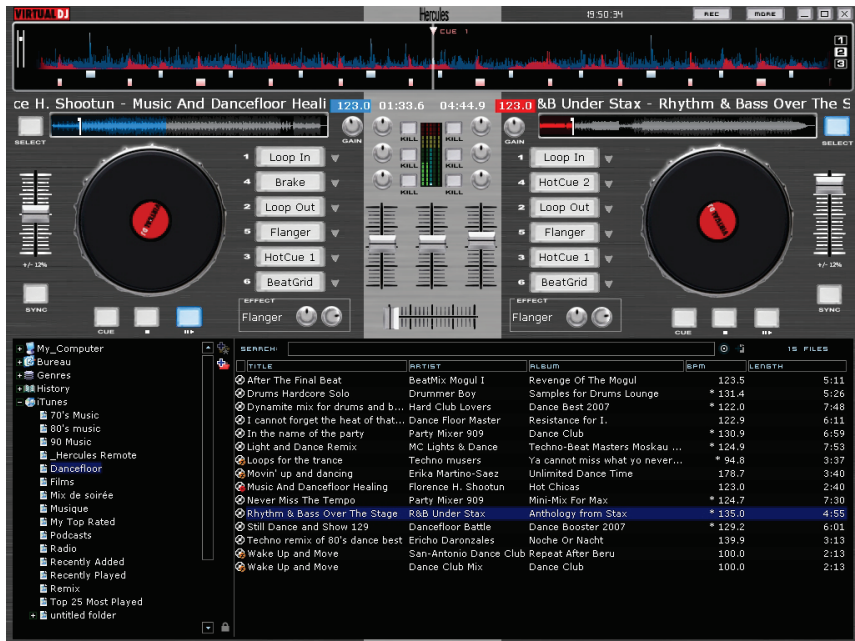 VIRTUAL DJ Hercules 19:50:34 REC MORE
CUE 1
1
2
3
ce H. Shootun - Music And Dancefloor Heali 123.0 01:33.6 04:44.9 123.0 &B Under Stax - Rhythm & Bass Over The S
SELECT GAIN KILL KILL GAIN SELECT
1 Loop In 1 Loop In
KILL KILL
4 Brake 4 HotCue 2
KILL KILL
2 Loop Out 2 Loop Out
5 Flanger 5 Flanger
3 HotCue 1 3 HotCue 1
+/- 12% +/- 12%
6 BeatGrid 6 BeatGrid
SYNC EFFECT EFFECT SYNC
Flanger Flanger
CUE CUE
My_Computer
Bureau
Genres
History
iTunes
70's Music
80's music
90 Music
_Hercules Remote
Dancefloor
Films
Mix de soirée
Musique
My Top Rated
Podcasts
Radio
Recently Added
Recently Played
Remix
Top 25 Most Played
untitled folder
SEARCH: 15 FILES
TITLE ARTIST ALBUM BPM LENGTH
After The Final Beat BeatMix Mogul I Revenge Of The Mogul 123.5 5:11
Drums Hardcore Solo Drummer Boy Samples for Drums Lounge * 131.4 5:26
Dynamite mix for drums and b... Hard Club Lovers Dance Best 2007 * 122.0 7:48
I cannot forget the heat of that... Dance Floor Master Resistance for I. 122.9 6:11
In the name of the party Party Mixer 909 Dance Club * 130.9 6:59
Light and Dance Remix MC Lights & Dance Techno-Beat Masters Moskau ... * 124.9 7:53
Loops for the trance Techno musers Ya cannot miss what yo never... * 94.8 3:37
Movin' up and dancing Erika Martino-Saez Unlimited Dance Time 178.7 3:40
Music And Dancefloor Healing Florence H. Shootun Hot Chicas 123.0 2:40
Never Miss The Tempo Party Mixer 909 Mini-Mix For Max * 124.7 7:30
Rhythm & Bass Over The Stage R&B Under Stax Anthology from Stax * 135.0 4:55
Still Dance and Show 129 Dancefloor Battle Dance Booster 2007 * 129.2 6:01
Techno remix of 80's dance best Ericho Daronzales Noche Or Nacht 139.9 3:13
Wake Up and Move San-Antonio Dance Club Repeat After Beru 100.0 2:13
Wake Up and Move Dance Club Mix Dance Club 100.0 2:13